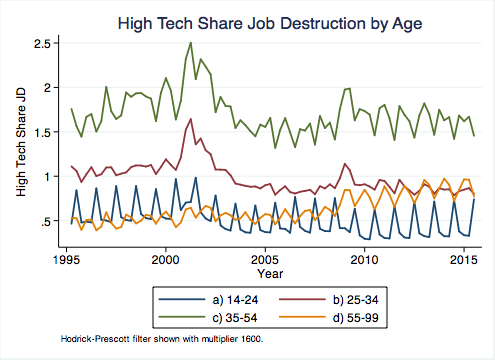 High Tech Share Job Destruction by Age
High Tech Share JD
2.5
2
1.5
1
.5
1995 2000 2005 2010 2015
Year
a) 14-24 b) 25-34
c) 35-54 d) 55-99
Hodrick-Prescott filter shown with multiplier 1600.